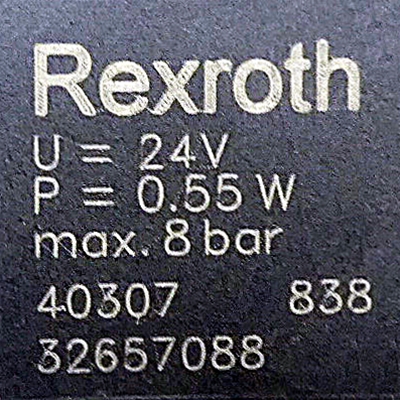 Rexroth
U = 24V
P = 0.55 W
max. 8 bar
40307 838
32657088